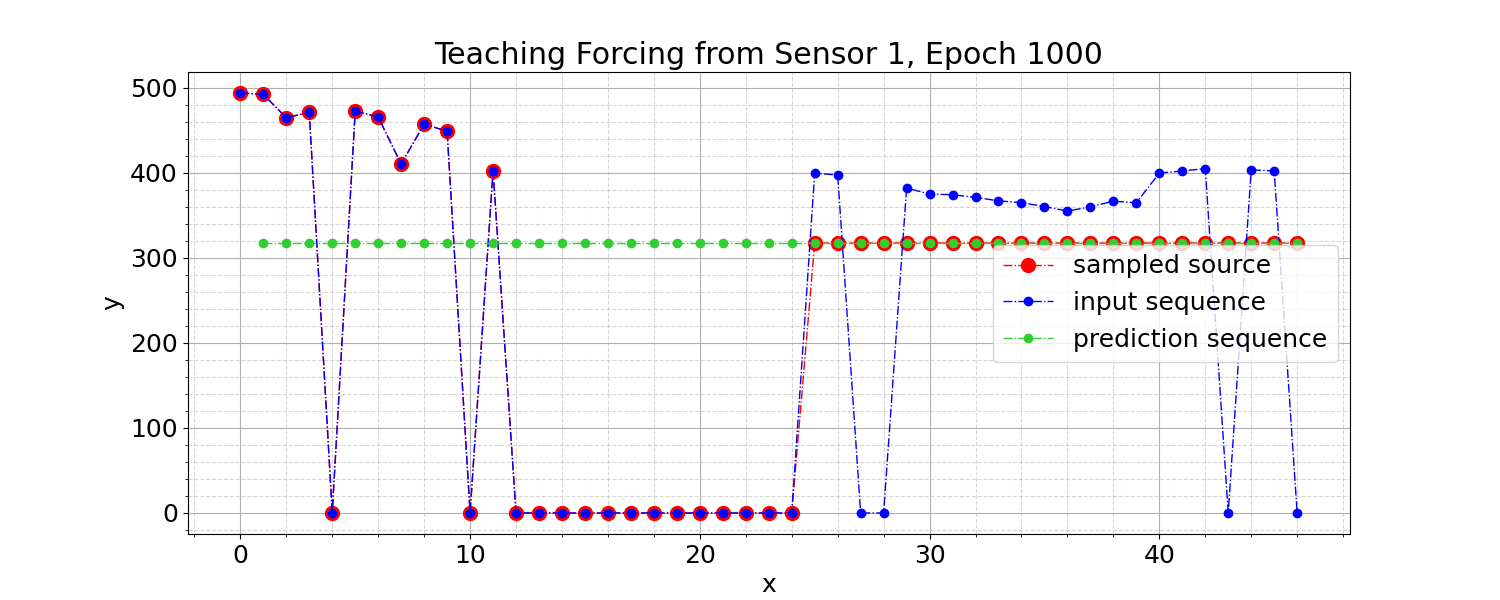 Teaching Forcing from Sensor 1, Epoch 1000
500
400
300
200
100
0
y
sampled source
input sequence
prediction sequence
0 10 20 30 40
x